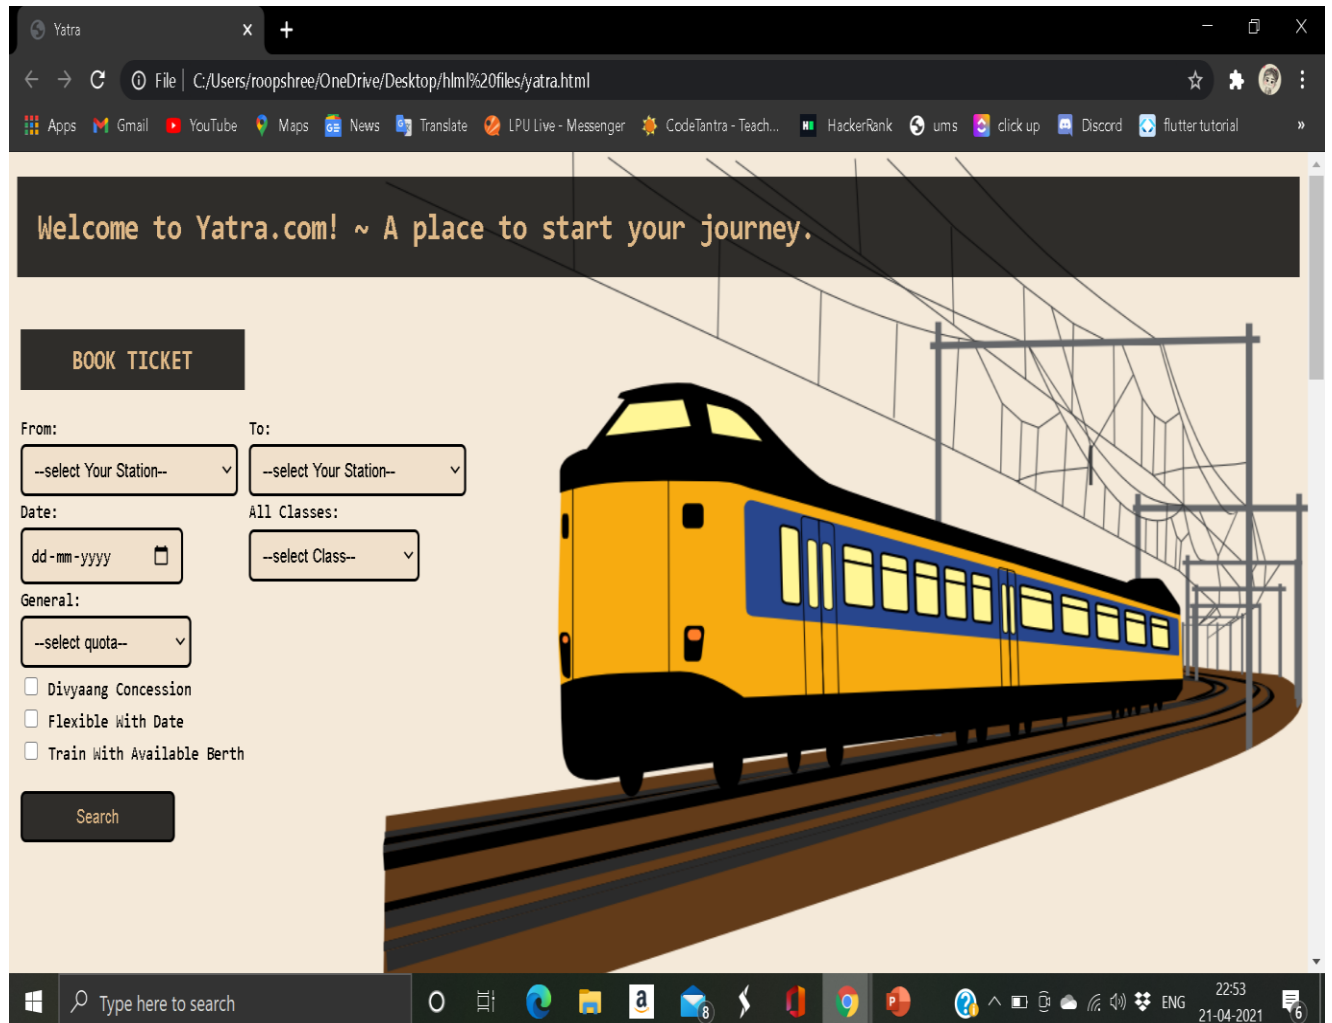 Yatra
File C:/Users/roopshree/OneDrive/Desktop/hlml%20files/yatra.html
Apps Gmail YouTube Maps GE News Translate LPU Live - Messenger CodeTantra - Teach... HackerRank ums click up Discord flutter tutorial »
Welcome to Yatra.com! ~ A place to start your journey.
BOOK TICKET
From: To:
--select Your Station-- --select Your Station--
Date: All Classes:
dd-mm-yyyy --select Class--
General:
--select quota--
Divyaang Concession
Flexible With Date
Train With Available Berth
Search
Type here to search a 8 ENG 22:53
21-04-2021 6